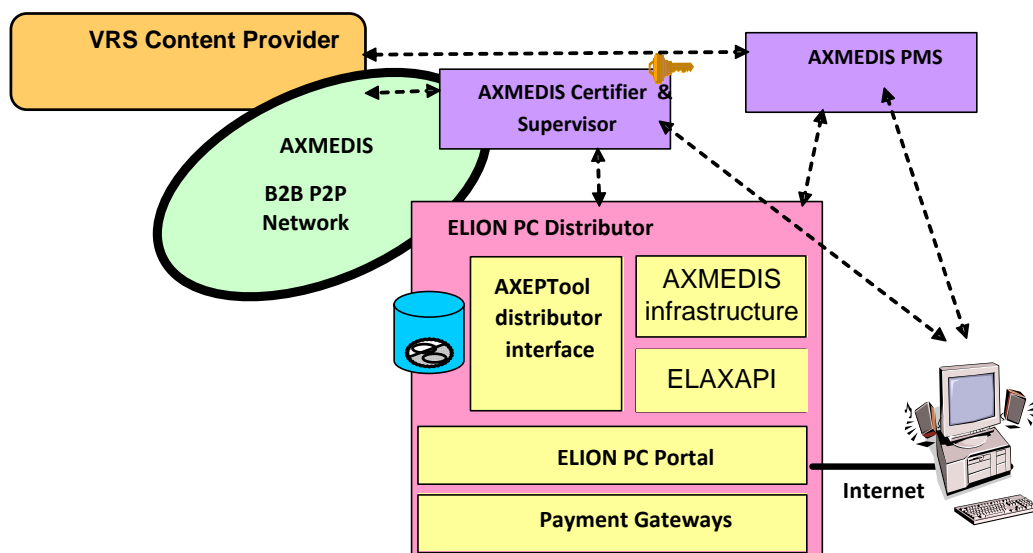 VRS Content Provider
AXMEDIS PMS
AXMEDIS Certifier &
Supervisor
AXMEDIS
B2B P2P
Network
ELION PC Distributor
AXEPTool
distributor
interface
AXMEDIS
infrastructure
ELAXAPI
ELION PC Portal
Internet
Payment Gateways